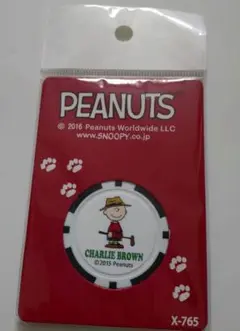 PEANUTS
© 2016 Peanuts Worldwide LLC
www.SNOOPY.co.jp
CHARLIE BROWN
©2015 Peanuts
X-765